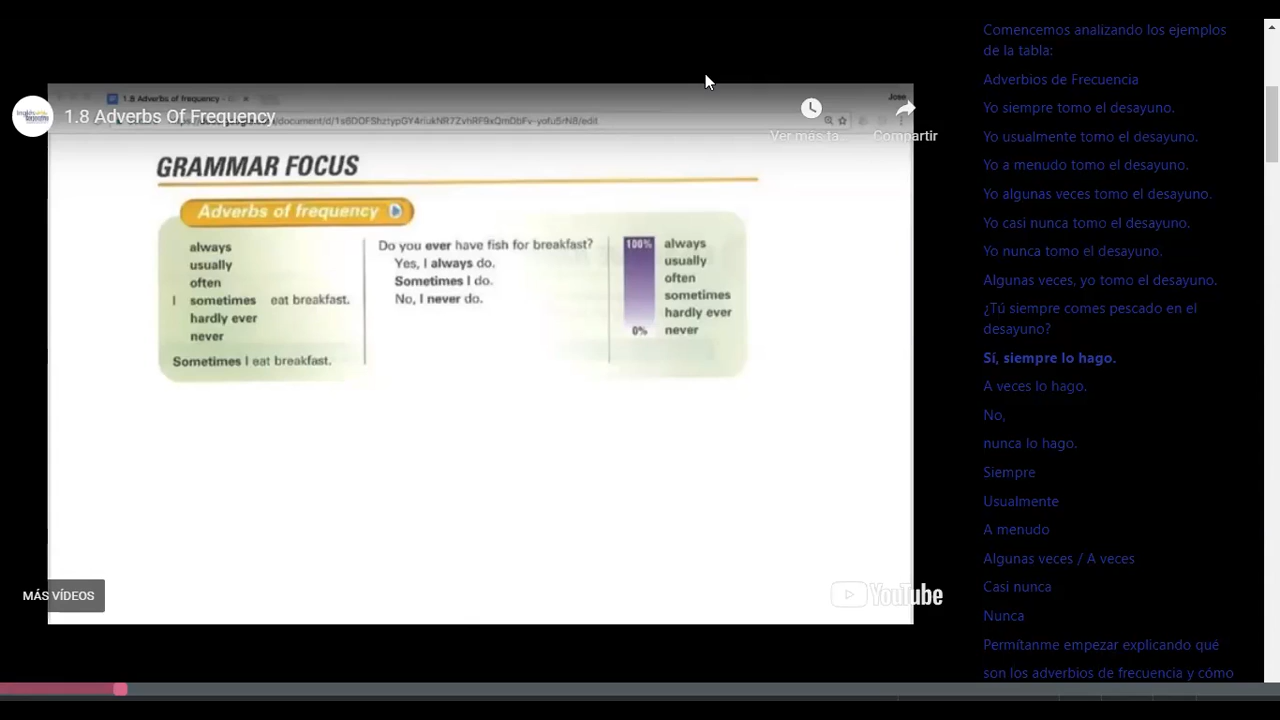 1.8 Adverbs of frequency -
Jose
1.8 Adverbs Of Frequency
Ver más ta...
Compartir
GRAMMAR FOCUS
Adverbs of frequency
always
usually
often
I sometimes eat breakfast.
hardly ever
never
Sometimes I eat breakfast.
Do you ever have fish for breakfast?
Yes, I always do.
Sometimes I do.
No, I never do.
100% always
usually
often
sometimes
hardly ever
0% never
MÁS VÍDEOS
YouTube
Comencemos analizando los ejemplos
de la tabla:
Adverbios de Frecuencia
Yo siempre tomo el desayuno.
Yo usualmente tomo el desayuno.
Yo a menudo tomo el desayuno.
Yo algunas veces tomo el desayuno.
Yo casi nunca tomo el desayuno.
Yo nunca tomo el desayuno.
Algunas veces, yo tomo el desayuno.
¿Tú siempre comes pescado en el
desayuno?
Sí, siempre lo hago.
A veces lo hago.
No,
nunca lo hago.
Siempre
Usualmente
A menudo
Algunas veces / A veces
Casi nunca
Nunca
Permítanme empezar explicando qué
son los adverbios de frecuencia y cómo